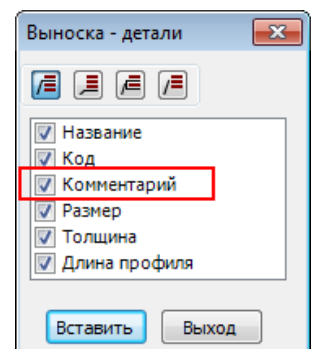 Выноска - детали
Название
Код
Комментарий
Размер
Толщина
Длина профиля
Вставить Выход